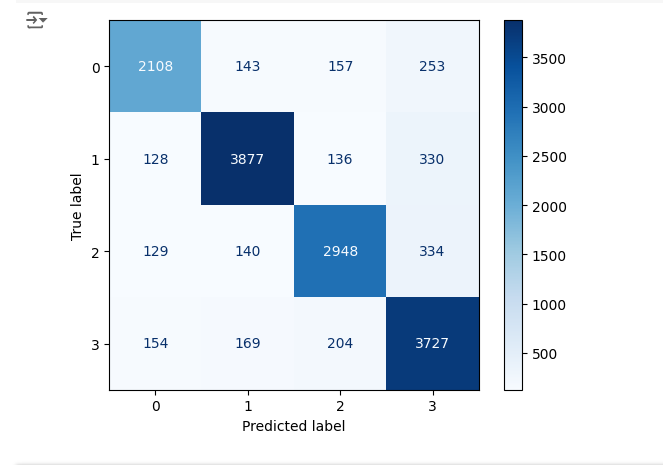 0 2108 143 157 253
1 128 3877 136 330
2 129 140 2948 334
3 154 169 204 3727
0 1 2 3
Predicted label
True label
3500
3000
2500
2000
1500
1000
500